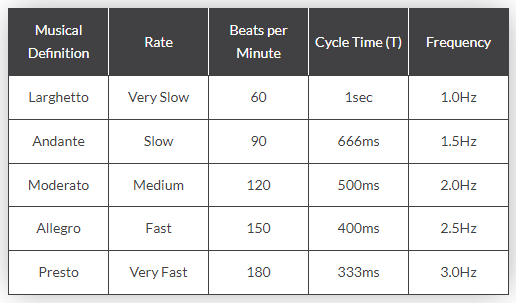 Musical Definition Rate Beats per Minute Cycle Time (T) Frequency
Larghetto Very Slow 60 1sec 1.0Hz
Andante Slow 90 666ms 1.5Hz
Moderato Medium 120 500ms 2.0Hz
Allegro Fast 150 400ms 2.5Hz
Presto Very Fast 180 333ms 3.0Hz